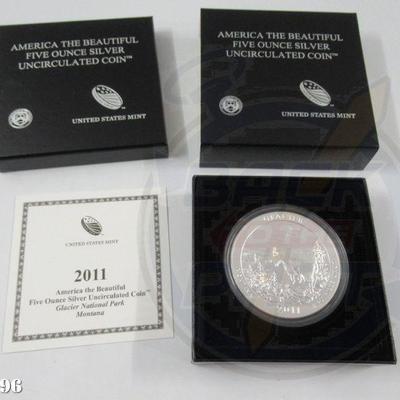 AMERICA THE BEAUTIFUL
FIVE OUNCE SILVER
UNCIRCULATED COIN™
UNITED STATES MINT
AMERICA THE BEAUTIFUL
FIVE OUNCE SILVER
UNCIRCULATED COIN™
UNITED STATES MINT
UNITED STATES MINT
2011
America the Beautiful
Five Ounce Silver Uncirculated Coin™
Glacier National Park
Montana
GLACIER
2011
96